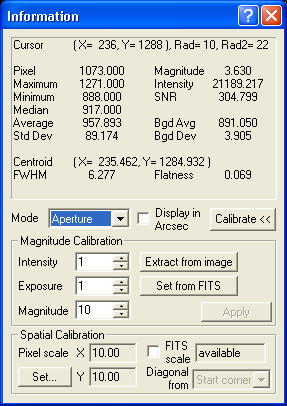 Information
Cursor ( X= 236, Y= 1288 ), Rad= 10, Rad2= 22
Pixel 1073.000 Magnitude 3.630
Maximum 1271.000 Intensity 21189.217
Minimum 888.000 SNR 304.799
Median 917.000
Average 957.893 Bgd Avg 891.050
Std Dev 89.174 Bgd Dev 3.905
Centroid ( X= 235.462, Y= 1284.932 )
FWHM 6.277 Flatness 0.069
Mode Aperture Display in Arcsec Calibrate <<
Magnitude Calibration
Intensity 1 Extract from image
Exposure 1 Set from FITS
Magnitude 10 Apply
Spatial Calibration
Pixel scale X 10.00 FITS scale available
Set... Y 10.00 Diagonal from Start corner